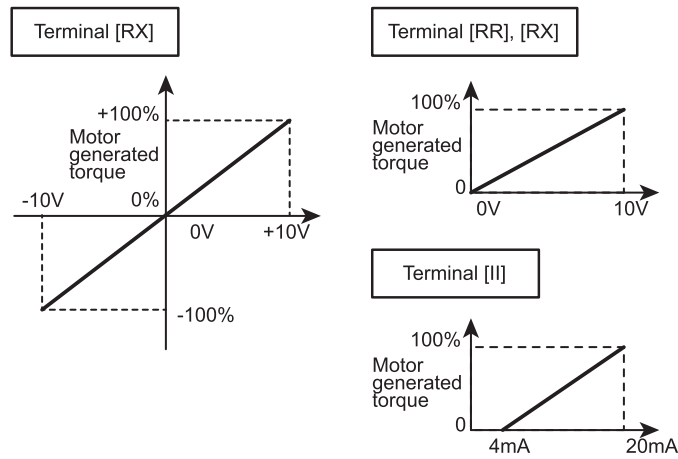 Terminal [RX]
+100%
Motor
generated
torque
-10V
0%
0V
+10V
-100%
Terminal [RR], [RX]
100%
Motor
generated
torque
0
0V
10V
Terminal [II]
100%
Motor
generated
torque
0
4mA
20mA